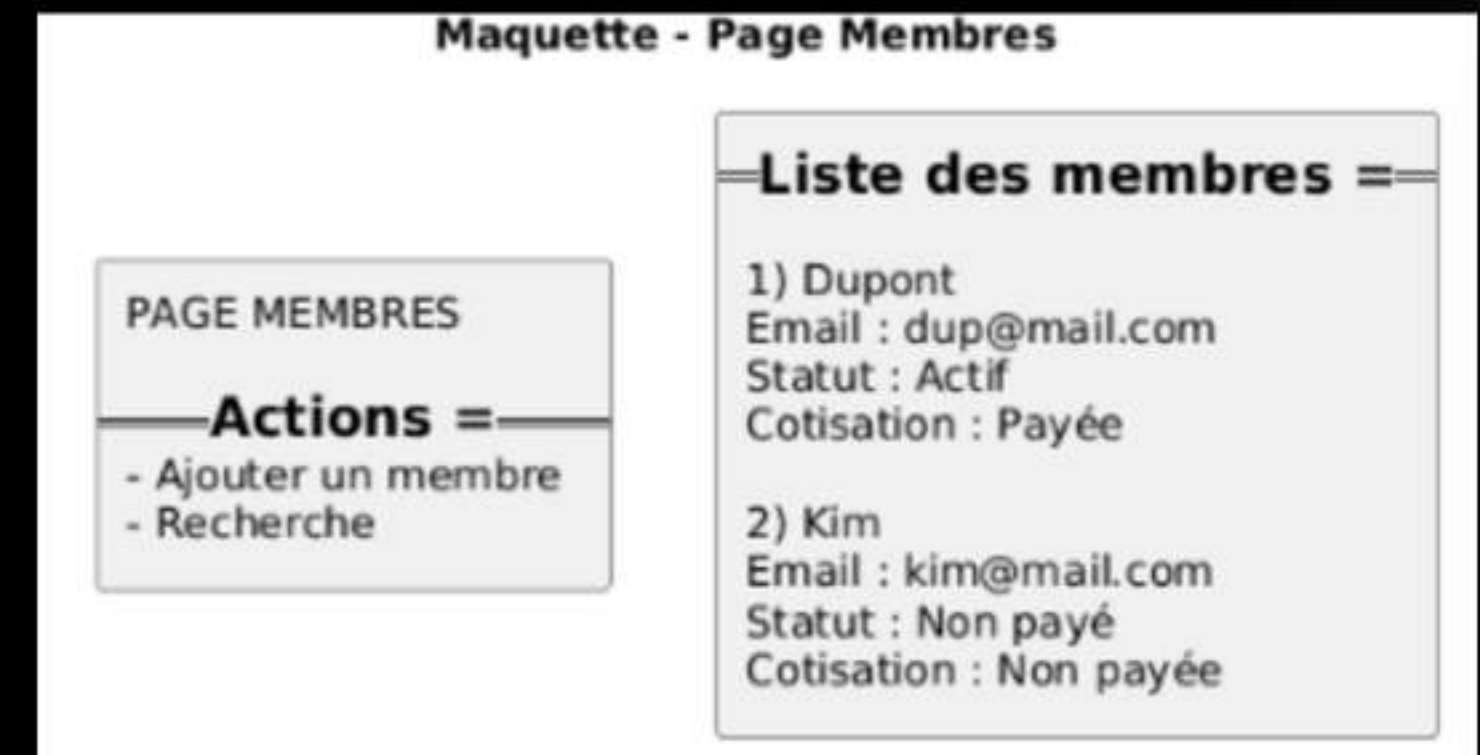 Maquette - Page Membres
PAGE MEMBRES
Actions =
- Ajouter un membre
- Recherche
Liste des membres =
1) Dupont
Email : dup@mail.com
Statut : Actif
Cotisation : Payée
2) Kim
Email : kim@mail.com
Statut : Non payé
Cotisation : Non payée